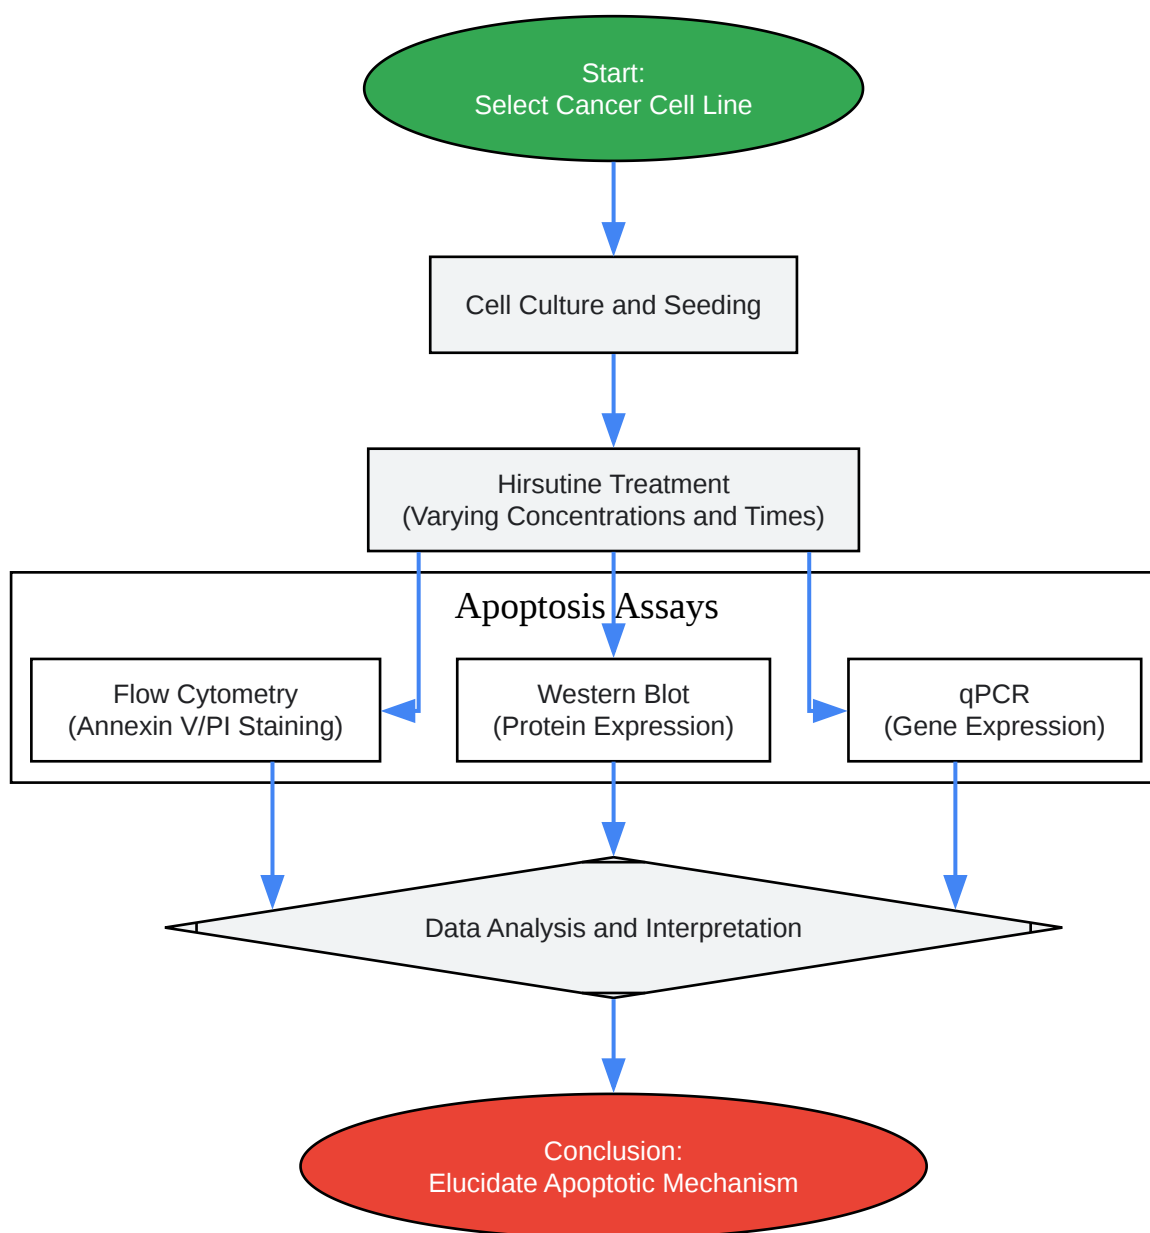 Start:
Select Cancer Cell Line
Cell Culture and Seeding
Hirsutine Treatment
(Varying Concentrations and Times)
Apoptosis Assays
Flow Cytometry
(Annexin V/PI Staining)
Western Blot
(Protein Expression)
qPCR
(Gene Expression)
Data Analysis and Interpretation
Conclusion:
Elucidate Apoptotic Mechanism